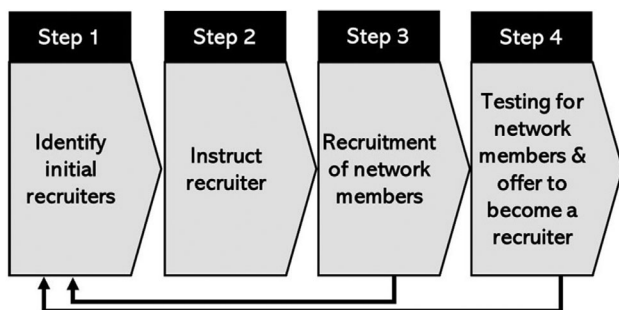 Step 1
Identify
initial
recruiters
Step 2
Instruct
recruiter
Step 3
Recruitment
of network
members
Step 4
Testing for
network
members &
offer to
become a
recruiter